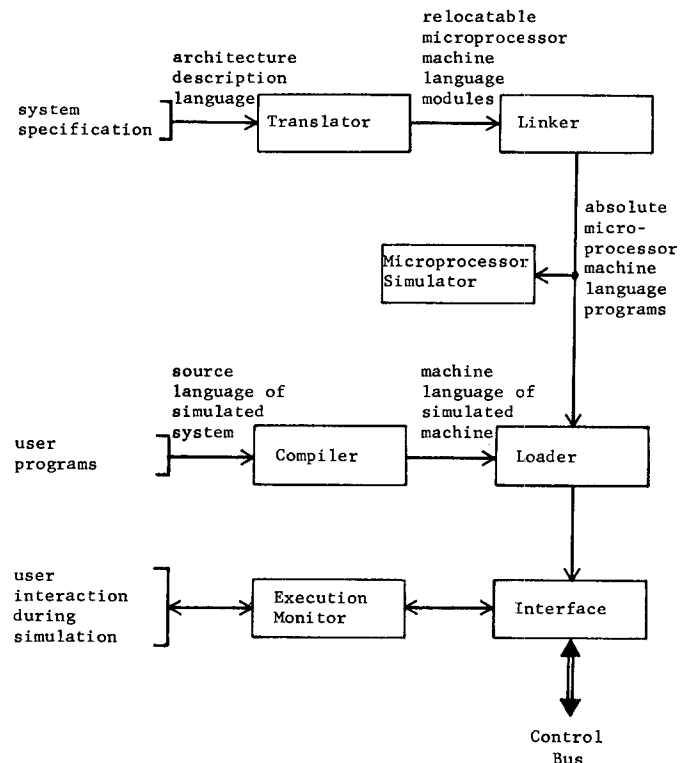 relocatable
microprocessor
machine
language
modules
architecture
description
language
system
specification
Translator
Linker
absolute
micro-
processor
machine
language
programs
Microprocessor
Simulator
source
language of
simulated
system
machine
language of
simulated
machine
user
programs
Compiler
Loader
user
interaction
during
simulation
Execution
Monitor
Interface
Control
Bus